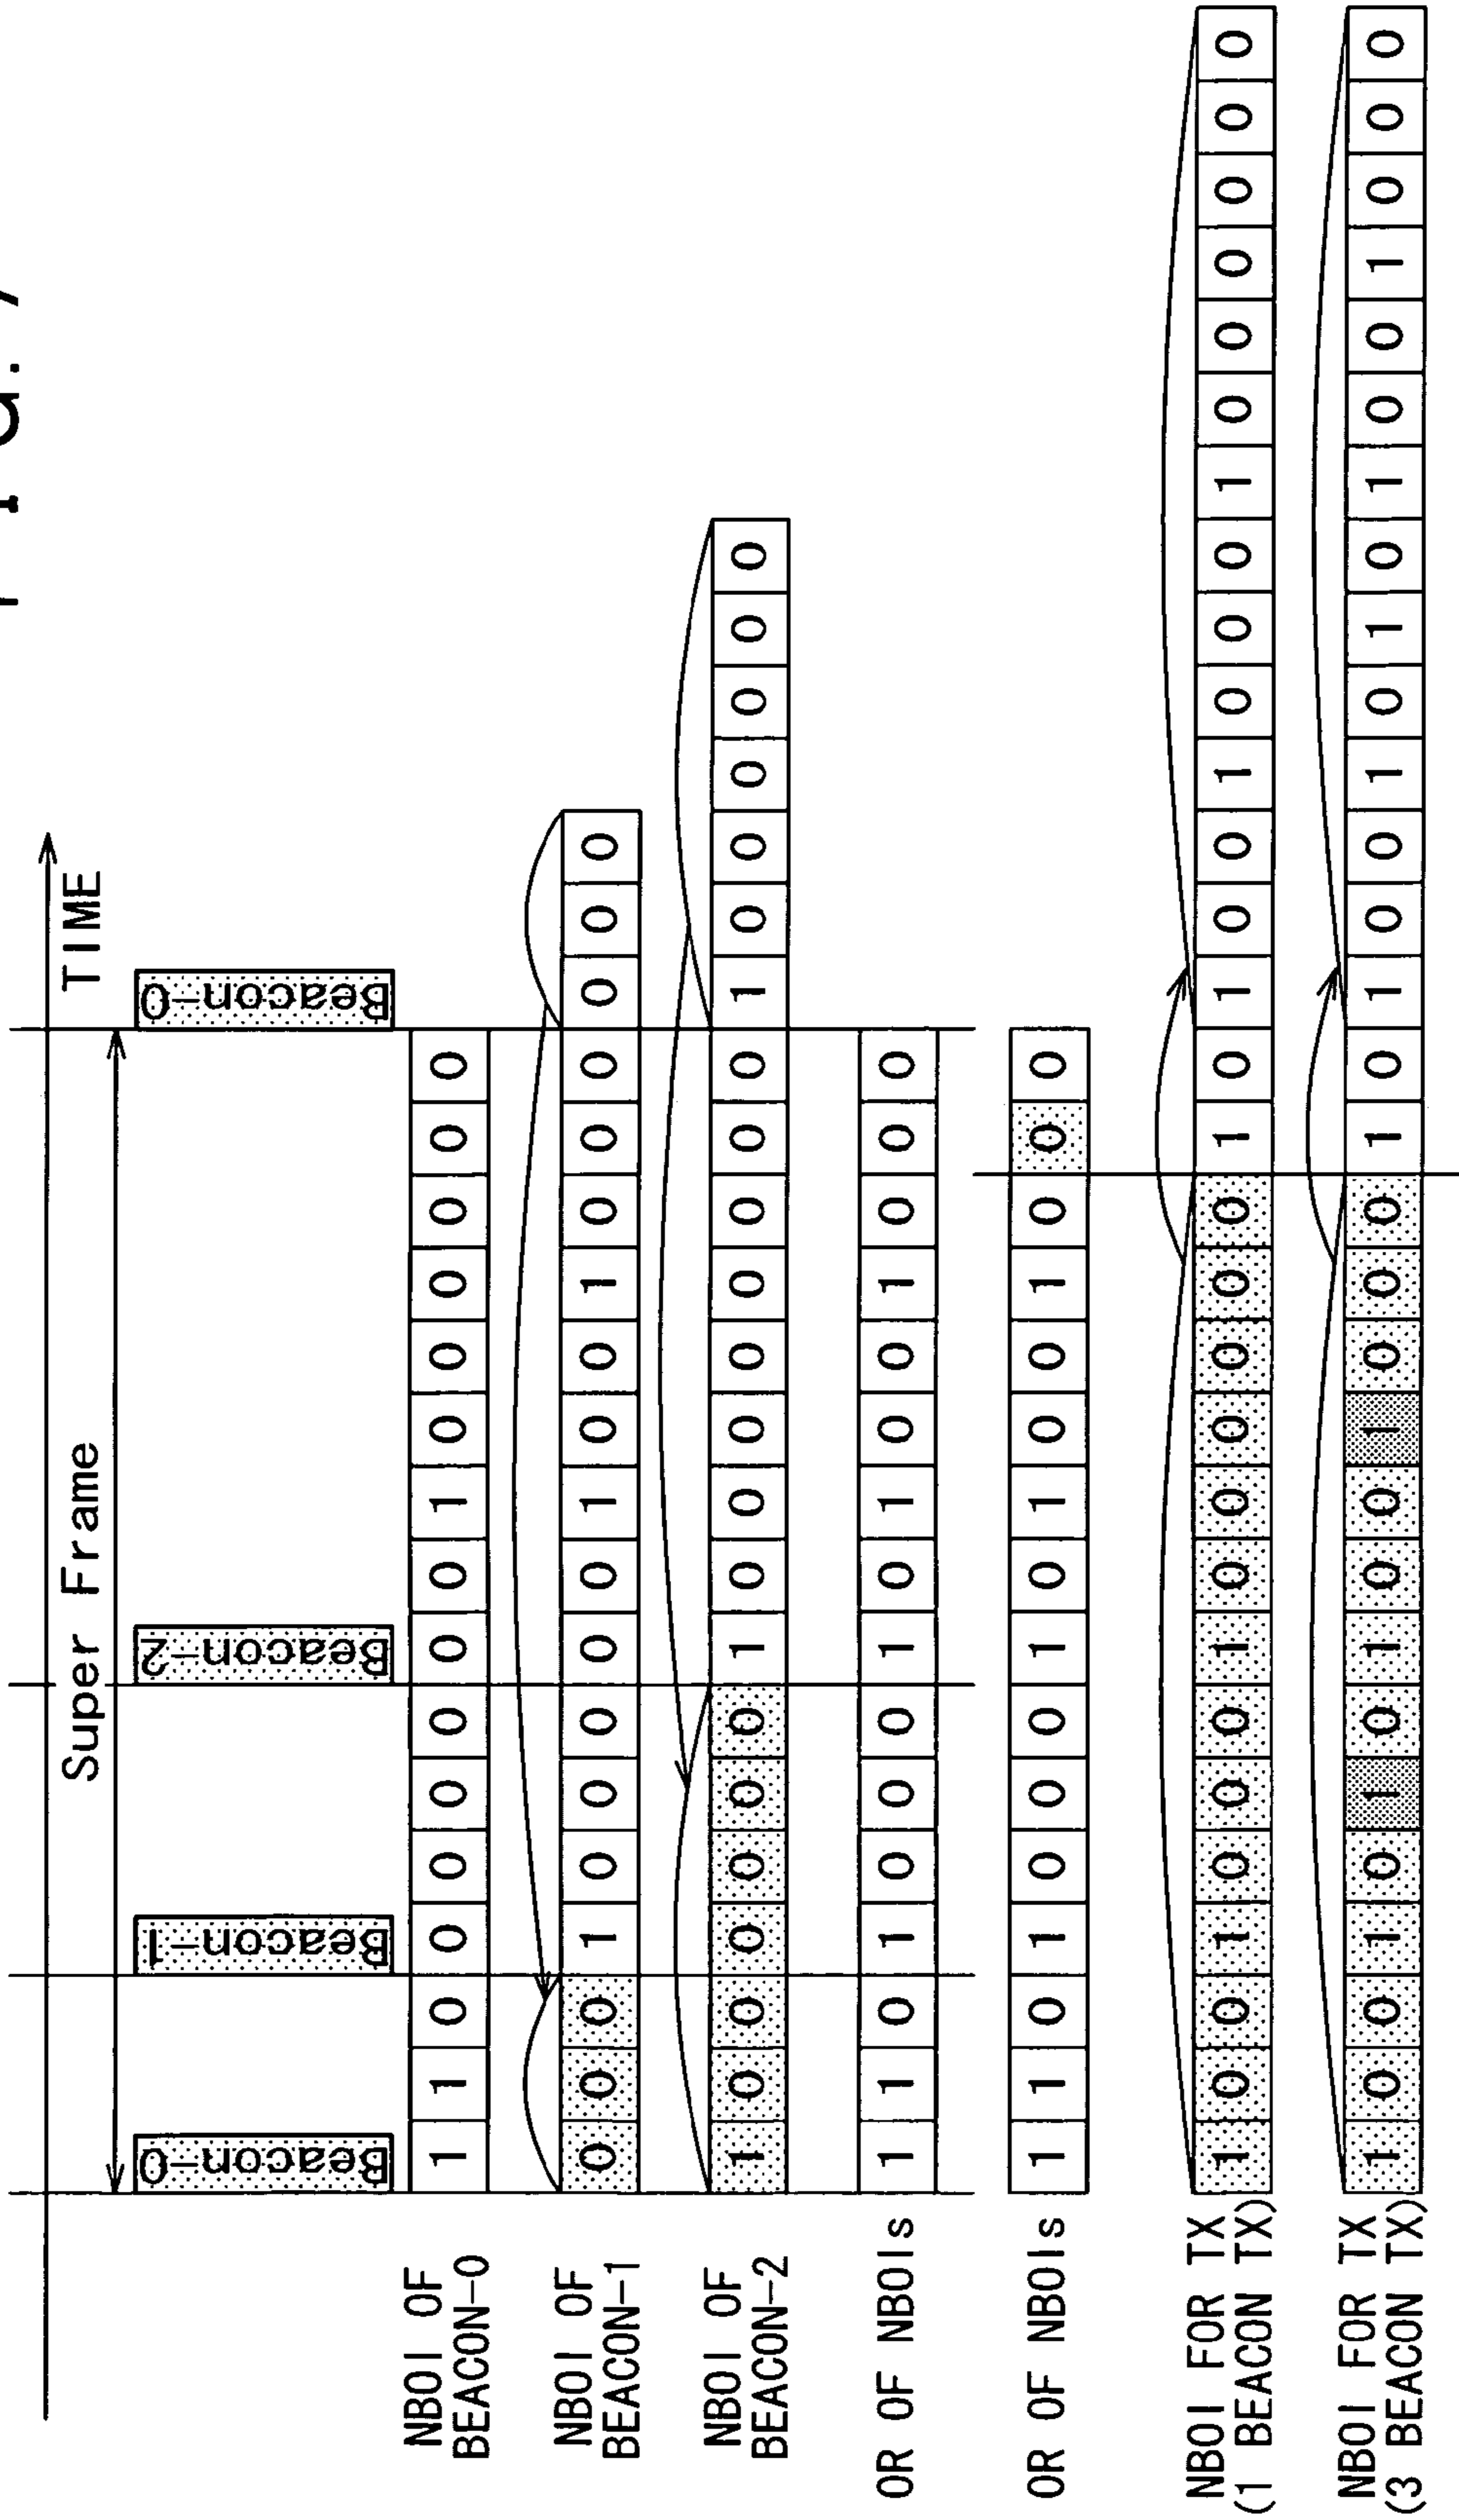 TIME
Super Frame
Beacon-0
Beacon-1
Beacon-2
Beacon-0
NBOI OF
BEACON-0
1 1 0 0 0 0 0 0 0 1 0 0 0 0 0 0
NBOI OF
BEACON-1
0 0 0 1 0 0 0 0 0 1 0 0 1 0 0 0 0 0 0
NBOI OF
BEACON-2
1 0 0 0 0 0 0 1 0 0 0 0 0 0 0 0 1 0 0 0 0 0 0
OR OF NBOIs
1 1 0 1 0 0 0 1 0 1 0 0 1 0 0 0
OR OF NBOIs
1 1 0 1 0 0 0 1 0 1 0 0 1 0 0 0
NBOI FOR TX
(1 BEACON TX)
1 0 0 1 0 0 0 1 0 0 0 0 0 0 1 0 1 0 0 1 0 0 0 1 0 0 0 0 0 0
NBOI FOR TX
(3 BEACON TX)
1 0 0 1 0 1 0 1 0 0 1 0 0 0 1 0 1 0 0 1 0 1 0 1 0 0 1 0 0 0